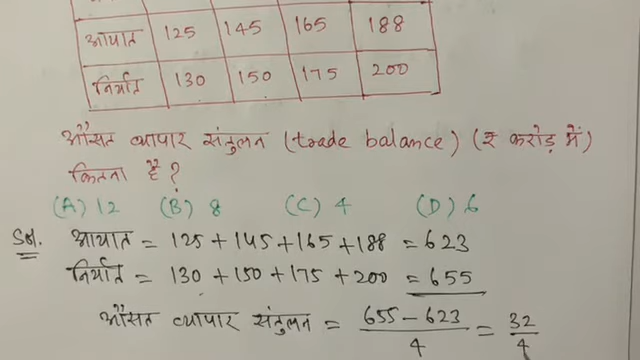 आयात 125 145 165 188
निर्यात 130 150 175 200
औसत व्यापार संतुलन (trade balance) (₹ करोड़ में)
कितना है?
(A) 12 (B) 8 (C) 4 (D) 6
Sol. आयात = 125 + 145 + 165 + 188 = 623
निर्यात = 130 + 150 + 175 + 200 = 655
औसत व्यापार संतुलन = 655 - 623 / 4 = 32 / 4